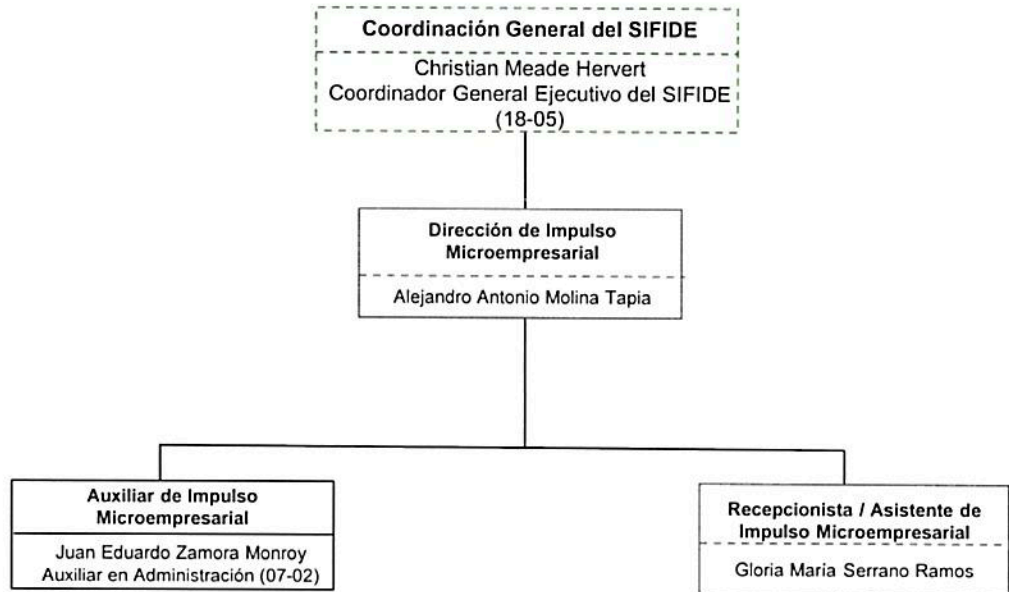 Coordinación General del SIFIDE
Christian Meade Hervert
Coordinador General Ejecutivo del SIFIDE
(18-05)
Dirección de Impulso
Microempresarial
Alejandro Antonio Molina Tapia
Auxiliar de Impulso
Microempresarial
Juan Eduardo Zamora Monroy
Auxiliar en Administración (07-02)
Recepcionista / Asistente de
Impulso Microempresarial
Gloria María Serrano Ramos